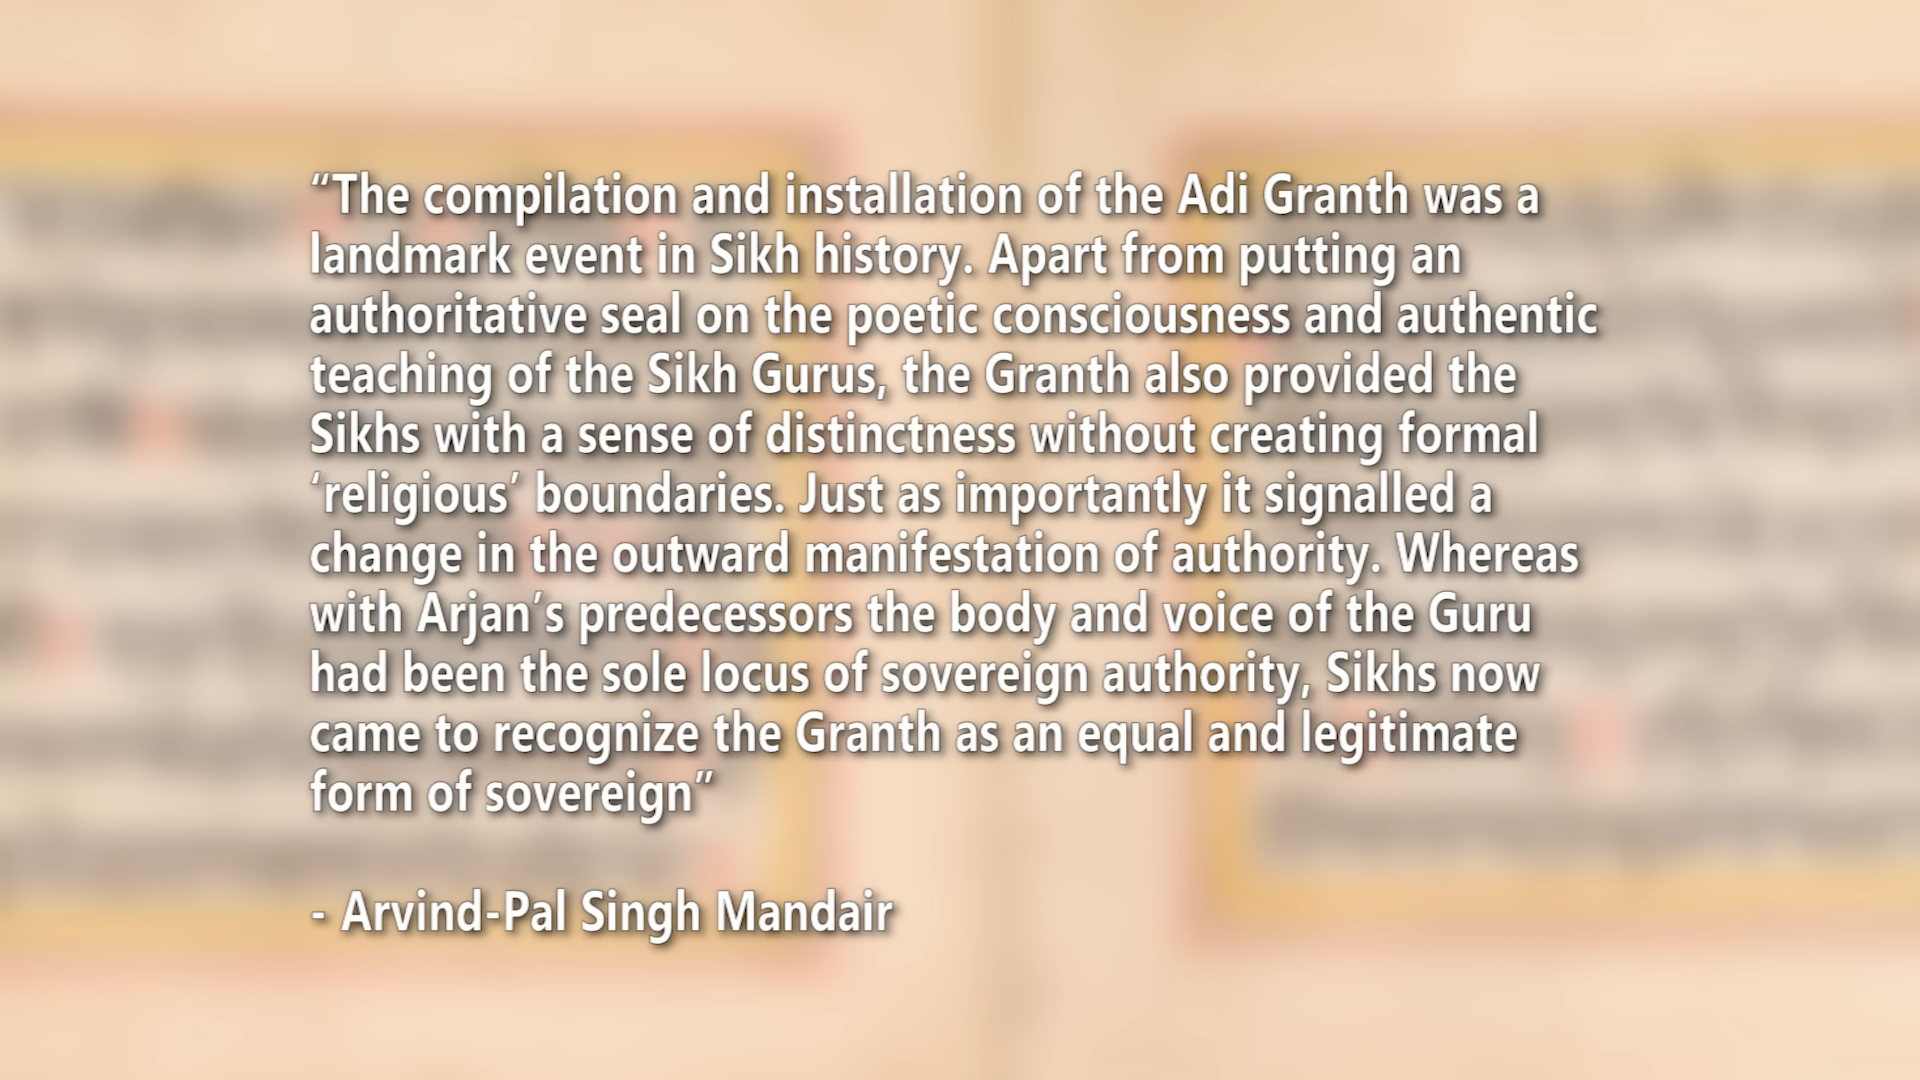 “The compilation and installation of the Adi Granth was a
landmark event in Sikh history. Apart from putting an
authoritative seal on the poetic consciousness and authentic
teaching of the Sikh Gurus, the Granth also provided the
Sikhs with a sense of distinctness without creating formal
‘religious’ boundaries. Just as importantly it signalled a
change in the outward manifestation of authority. Whereas
with Arjan’s predecessors the body and voice of the Guru
had been the sole locus of sovereign authority, Sikhs now
came to recognize the Granth as an equal and legitimate
form of sovereign”
- Arvind-Pal Singh Mandair